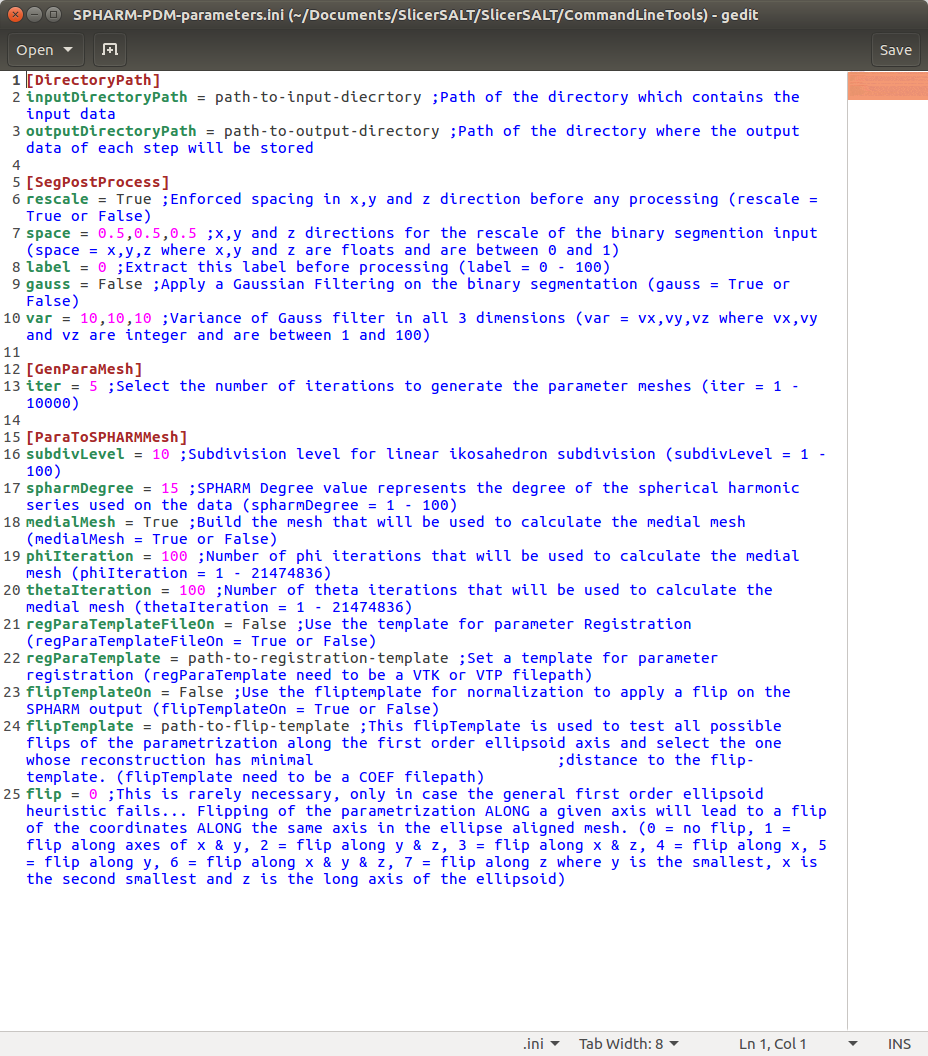 SPHARM-PDM-parameters.ini (~/Documents/SlicerSALT/SlicerSALT/CommandLineTools) - gedit
Open
Save
1 [DirectoryPath]
2 inputDirectoryPath = path-to-input-diecrtory ;Path of the directory which contains the
input data
3 outputDirectoryPath = path-to-output-directory ;Path of the directory where the output
data of each step will be stored
4
5 [SegPostProcess]
6 rescale = True ;Enforced spacing in x,y and z direction before any processing (rescale =
True or False)
7 space = 0.5,0.5,0.5 ;x,y and z directions for the rescale of the binary segmention input
(space = x,y,z where x,y and z are floats and are between 0 and 1)
8 label = 0 ;Extract this label before processing (label = 0 - 100)
9 gauss = False ;Apply a Gaussian Filtering on the binary segmentation (gauss = True or
False)
10 var = 10,10,10 ;Variance of Gauss filter in all 3 dimensions (var = vx,vy,vz where vx,vy
and vz are integer and are between 1 and 100)
11
12 [GenParaMesh]
13 iter = 5 ;Select the number of iterations to generate the parameter meshes (iter = 1 -
10000)
14
15 [ParaToSPHARMMesh]
16 subdivLevel = 10 ;Subdivision level for linear ikosahedron subdivision (subdivLevel = 1 -
100)
17 spharmDegree = 15 ;SPHARM Degree value represents the degree of the spherical harmonic
series used on the data (spharmDegree = 1 - 100)
18 medialMesh = True ;Build the mesh that will be used to calculate the medial mesh
(medialMesh = True or False)
19 phiIteration = 100 ;Number of phi iterations that will be used to calculate the medial
mesh (phiIteration = 1 - 21474836)
20 thetaIteration = 100 ;Number of theta iterations that will be used to calculate the
medial mesh (thetaIteration = 1 - 21474836)
21 regParaTemplateFileOn = False ;Use the template for parameter Registration
(regParaTemplateFileOn = True or False)
22 regParaTemplate = path-to-registration-template ;Set a template for parameter
registration (regParaTemplate need to be a VTK or VTP filepath)
23 flipTemplateOn = False ;Use the fliptemplate for normalization to apply a flip on the
SPHARM output (flipTemplateOn = True or False)
24 flipTemplate = path-to-flip-template ;This flipTemplate is used to test all possible
flips of the parametrization along the first order ellipsoid axis and select the one
whose reconstruction has minimal ;distance to the flip-
template. (flipTemplate need to be a COEF filepath)
25 flip = 0 ;This is rarely necessary, only in case the general first order ellipsoid
heuristic fails... Flipping of the parametrization ALONG a given axis will lead to a flip
of the coordinates ALONG the same axis in the ellipse aligned mesh. (0 = no flip, 1 =
flip along axes of x & y, 2 = flip along y & z, 3 = flip along x & z, 4 = flip along x, 5
= flip along y, 6 = flip along x & y & z, 7 = flip along z where y is the smallest, x is
the second smallest and z is the long axis of the ellipsoid)
.ini Tab Width: 8 Ln 1, Col 1 INS